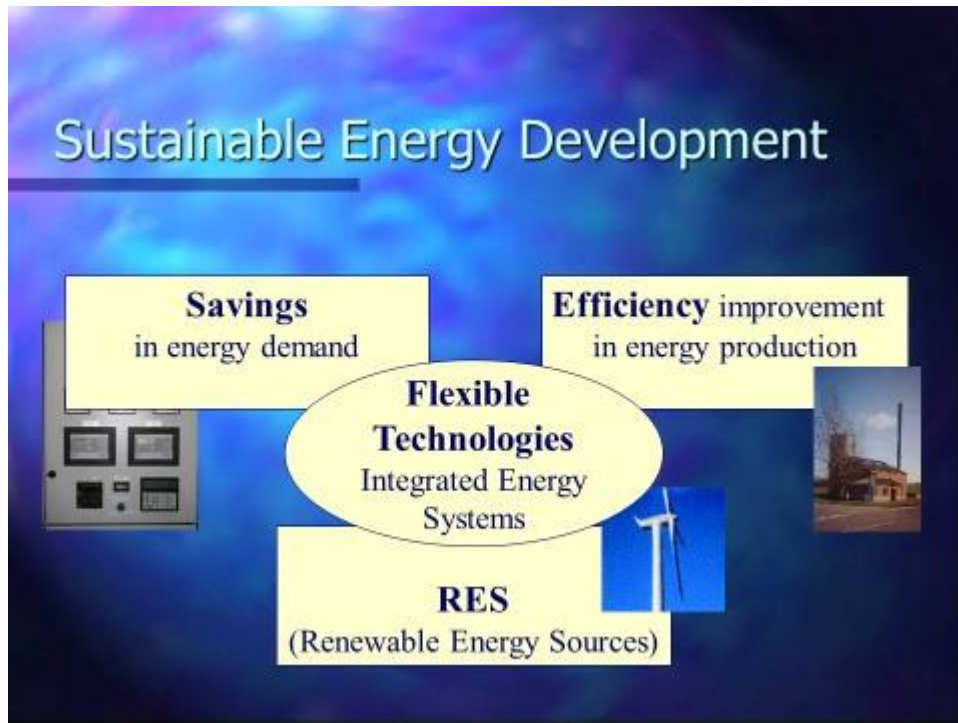 Sustainable Energy Development
Savings
in energy demand
Efficiency improvement
in energy production
Flexible
Technologies
Integrated Energy
Systems
RES
(Renewable Energy Sources)